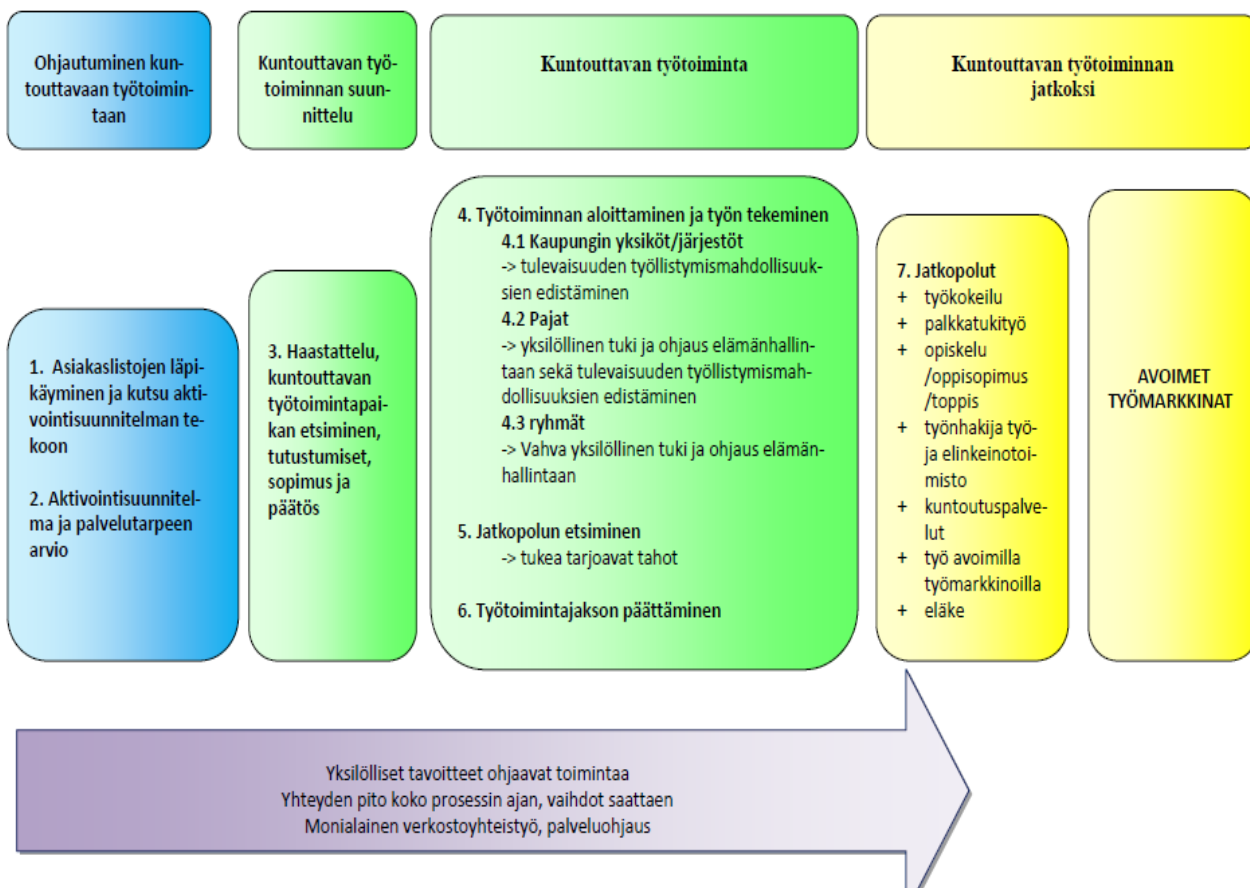 Ohjautuminen kun-
touttavaan työtoimin-
taan
Kuntouttavan työ-
toiminnan suun-
nittelu
Kuntouttavan työtoiminta
Kuntouttavan työtoiminnan
jatkoksi
1. Asiakaslistojen läpi-
käyminen ja kutsu akti-
vointisuunnitelman te-
koon
2. Aktivointisuunnitel-
ma ja palvelutarpeen
arvio
3. Haastattelu,
kuntouttavan
työtoimintapai-
kan etsiminen,
tutustumiset,
sopimus ja
päätös
4. Työtoiminnan aloittaminen ja työn tekeminen
4.1 Kaupungin yksiköt/järjestöt
-> tulevaisuuden työllistymismahdollisuuk-
sien edistäminen
4.2 Pajat
-> yksilöllinen tuki ja ohjaus elämänhallin-
taan sekä tulevaisuuden työllistymismah-
dollisuuksien edistäminen
4.3 ryhmät
-> Vahva yksilöllinen tuki ja ohjaus elämän-
hallintaan
5. Jatkopolun etsiminen
-> tukea tarjoavat tahot
6. Työtoimintajakson päättäminen
7. Jatkopolut
+ työkokeilu
+ palkkatukityö
+ opiskelu
/oppisopimus
/toppis
+ työnhakija työ-
ja elinkeinotoi-
misto
+ kuntoutuspalve-
lut
+ työ avoimilla
työmarkkinoilla
+ eläke
AVOIMET
TYÖMARKKINAT
Yksilölliset tavoitteet ohjaavat toimintaa
Yhteyden pito koko prosessin ajan, vaihdot saattaen
Monialainen verkostoyhteistyö, palveluohjaus